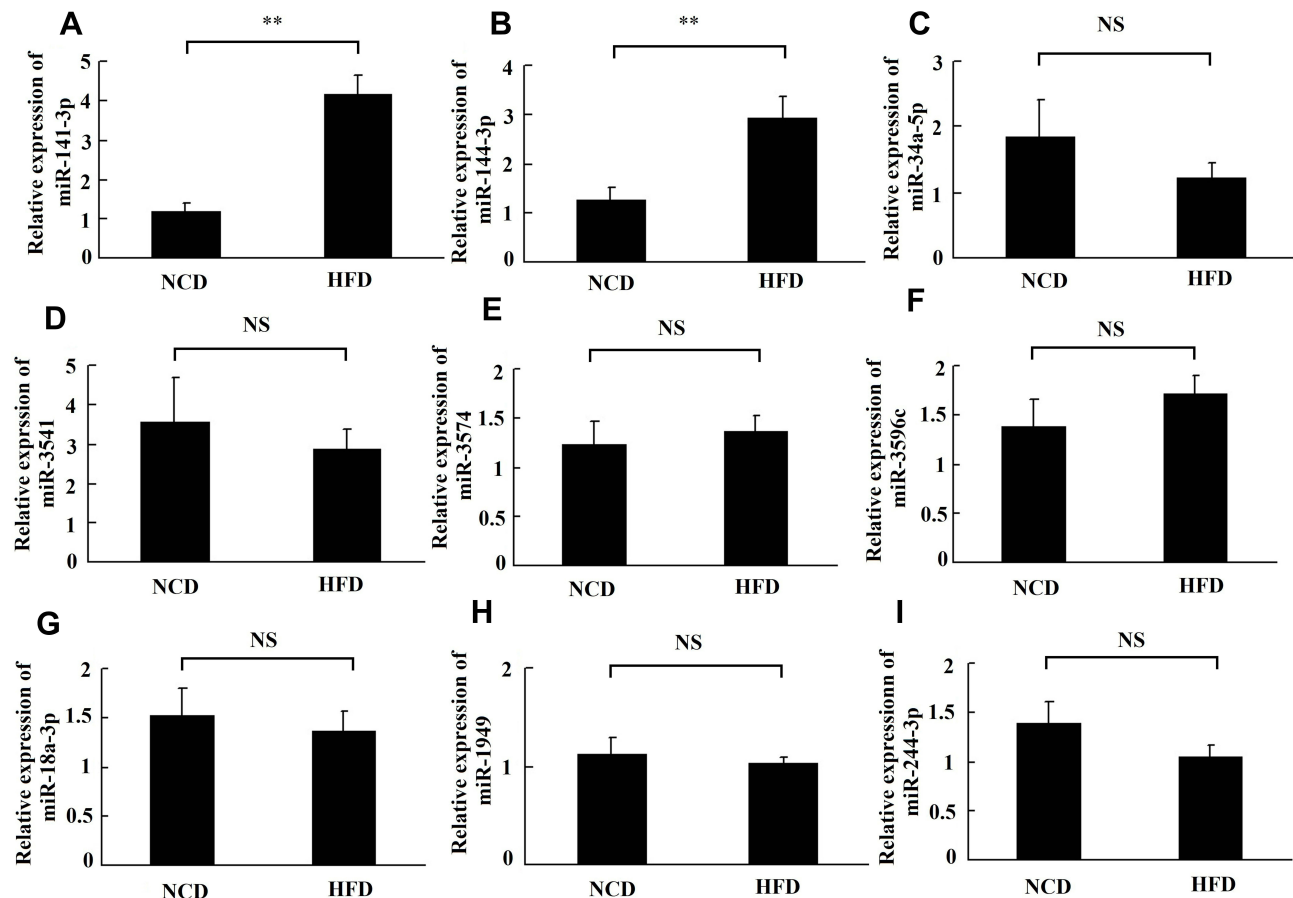 A
**
Relative expression of
miR-141-3p
5
4
3
2
1
0
NCD
HFD
B
**
Relative expression of
miR-144-3p
4
3
2
1
0
NCD
HFD
C
NS
Relative expression of
miR-34a-5p
3
2
1
0
NCD
HFD
D
NS
Relative exprssion of
miR-3541
5
4
3
2
1
0
NCD
HFD
E
NS
Relative expression of
miR-3574
2
1.5
1
0.5
0
NCD
HFD
F
NS
Relative expression of
miR-3596c
2
1.5
1
0.5
0
NCD
HFD
G
NS
Relative expression of
miR-18a-3p
2
1.5
1
0.5
0
NCD
HFD
H
NS
Relative expression of
miR-1949
2
1
0
NCD
HFD
I
NS
Relative expressionn of
miR-244-3p
2
1.5
1
0.5
0
NCD
HFD